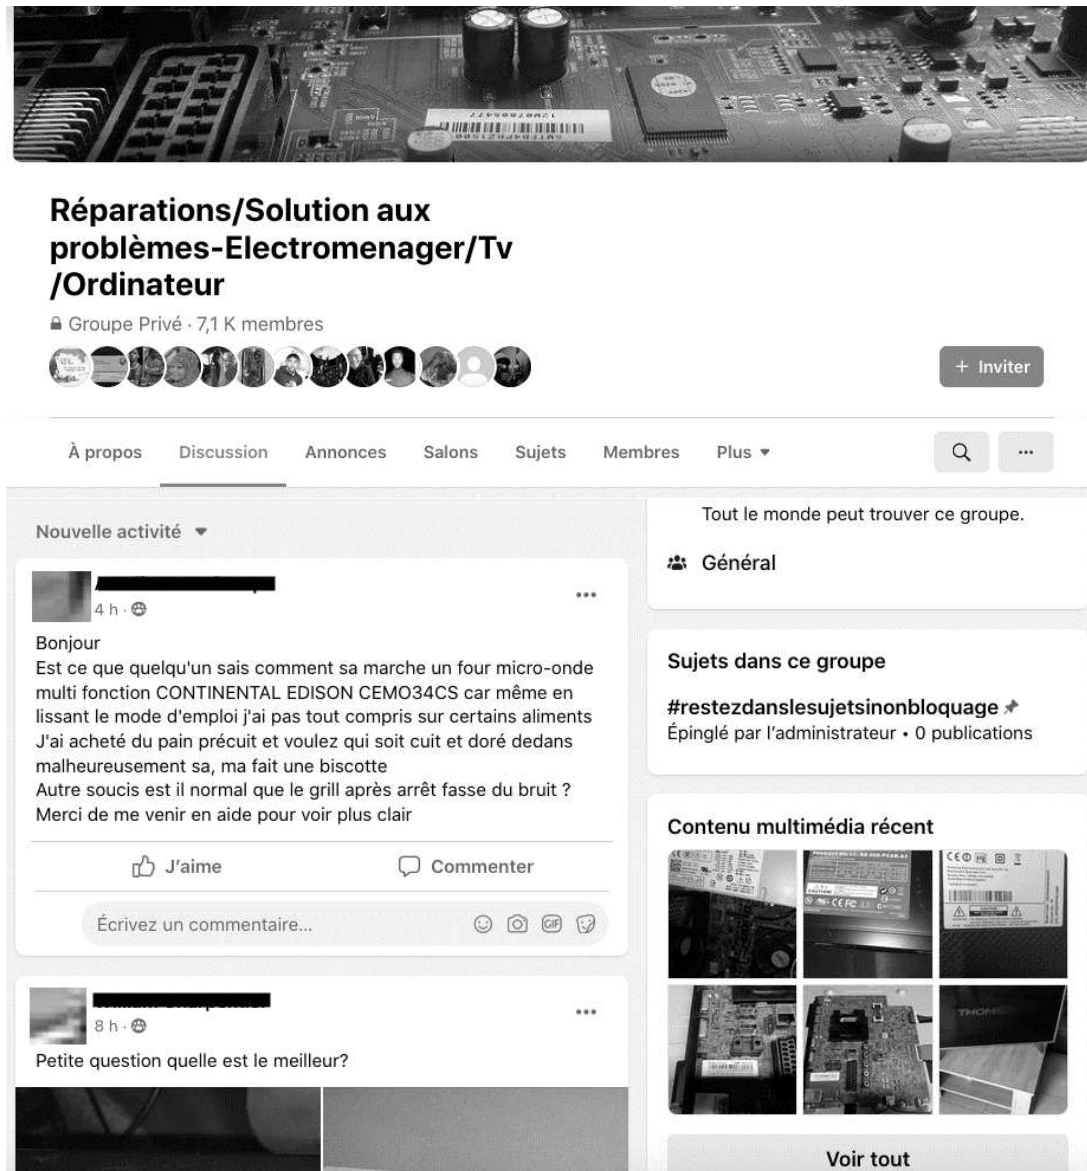 Réparations/Solution aux
problèmes-Electromenager/Tv
/Ordinateur
Groupe Privé · 7,1 K membres
+ Inviter
À propos Discussion Annonces Salons Sujets Membres Plus
Nouvelle activité
4 h ·
Bonjour
Est ce que quelqu'un sais comment sa marche un four micro-onde
multi fonction CONTINENTAL EDISON CEMO34CS car même en
lissant le mode d'emploi j'ai pas tout compris sur certains aliments
J'ai acheté du pain précuit et voulez qui soit cuit et doré dedans
malheureusement sa, ma fait une biscotte
Autre soucis est il normal que le grill après arrêt fasse du bruit ?
Merci de me venir en aide pour voir plus clair
J'aime Commenter
Écrivez un commentaire...
GIF
8 h ·
Petite question quelle est le meilleur?
Tout le monde peut trouver ce groupe.
Général
Sujets dans ce groupe
#restezdanslesujetsinonbloquage
Épinglé par l'administrateur • 0 publications
Contenu multimédia récent
Voir tout